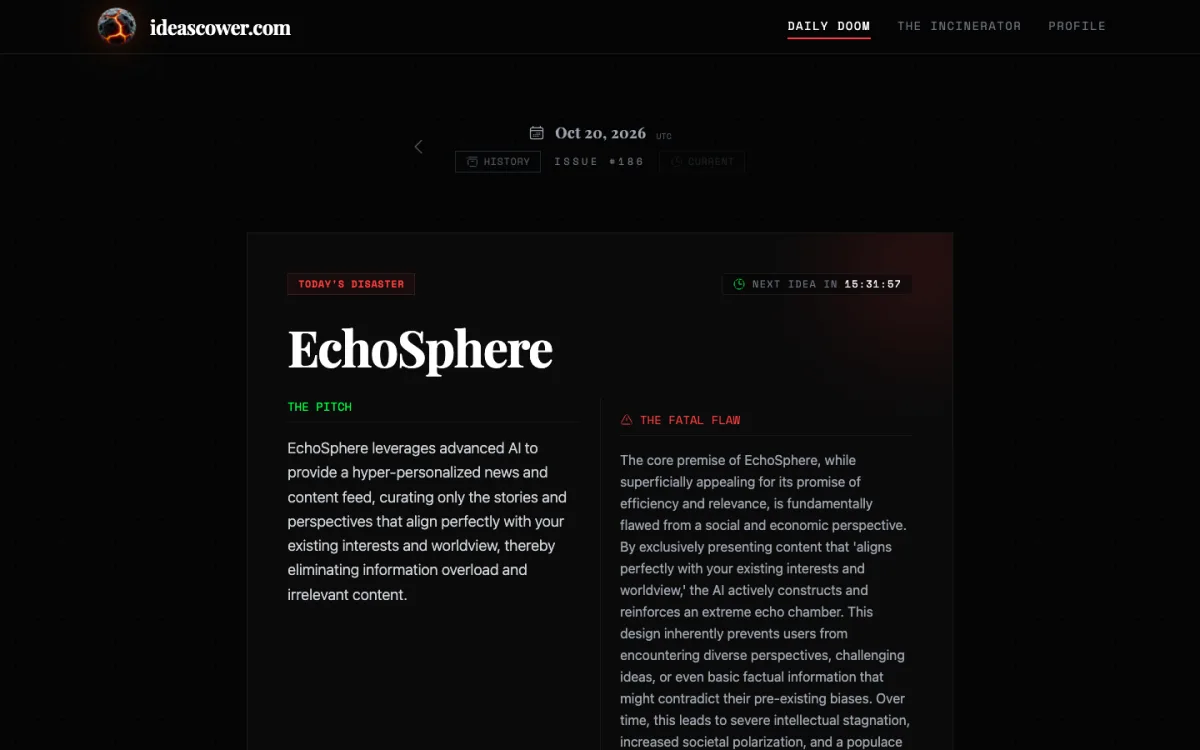 ideascower.com
DAILY DOOM
THE INCINERATOR
PROFILE
Oct 20, 2026 UTC
HISTORY
ISSUE #186
CURRENT
TODAY'S DISASTER
NEXT IDEA IN 15:31:57
EchoSphere
THE PITCH
EchoSphere leverages advanced AI to
provide a hyper-personalized news and
content feed, curating only the stories and
perspectives that align perfectly with your
existing interests and worldview, thereby
eliminating information overload and
irrelevant content.
THE FATAL FLAW
The core premise of EchoSphere, while
superficially appealing for its promise of
efficiency and relevance, is fundamentally
flawed from a social and economic perspective.
By exclusively presenting content that 'aligns
perfectly with your existing interests and
worldview,' the AI actively constructs and
reinforces an extreme echo chamber. This
design inherently prevents users from
encountering diverse perspectives, challenging
ideas, or even basic factual information that
might contradict their pre-existing biases. Over
time, this leads to severe intellectual stagnation,
increased societal polarization, and a populace